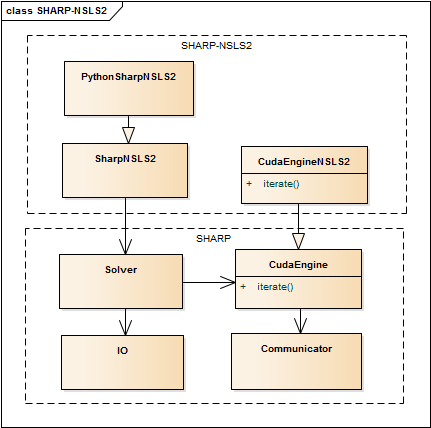 class SHARP-NSLS2
SHARP-NSLS2
PythonSharpNSLS2
SharpNSLS2
CudaEngineNSLS2
+ iterate()
SHARP
Solver
CudaEngine
+ iterate()
IO
Communicator